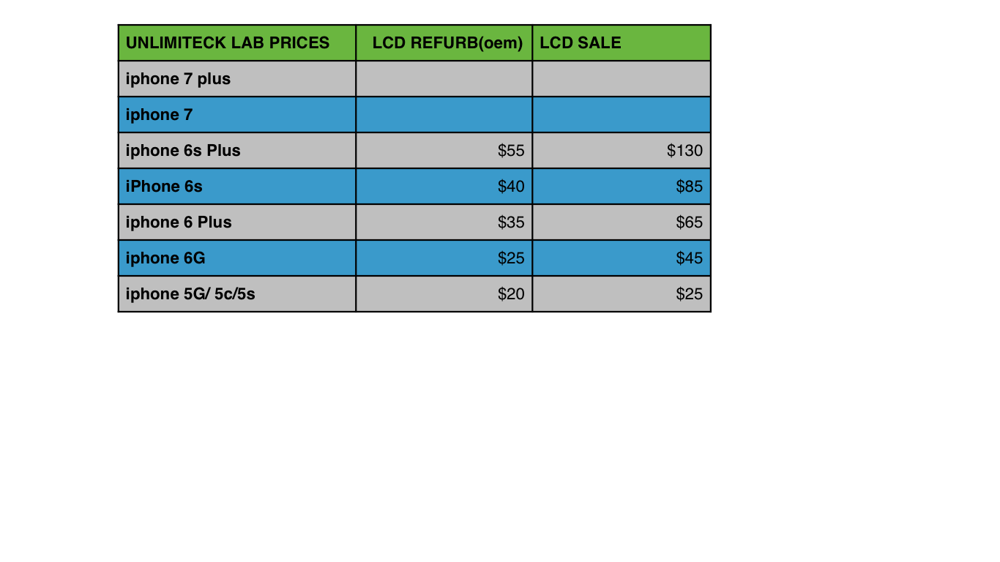 UNLIMITECK LAB PRICES LCD REFURB(oem) LCD SALE
iphone 7 plus
iphone 7
iphone 6s Plus $55 $130
iPhone 6s $40 $85
iphone 6 Plus $35 $65
iphone 6G $25 $45
iphone 5G/ 5c/5s $20 $25